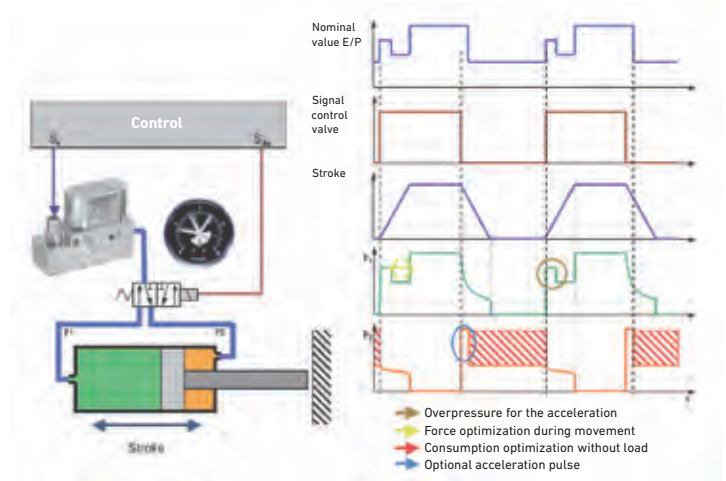 Nominal
value E/P
Control
Signal
control
valve
Stroke
P1
Stroke
Overpressure for the acceleration
Force optimization during movement
Consumption optimization without load
Optional acceleration pulse